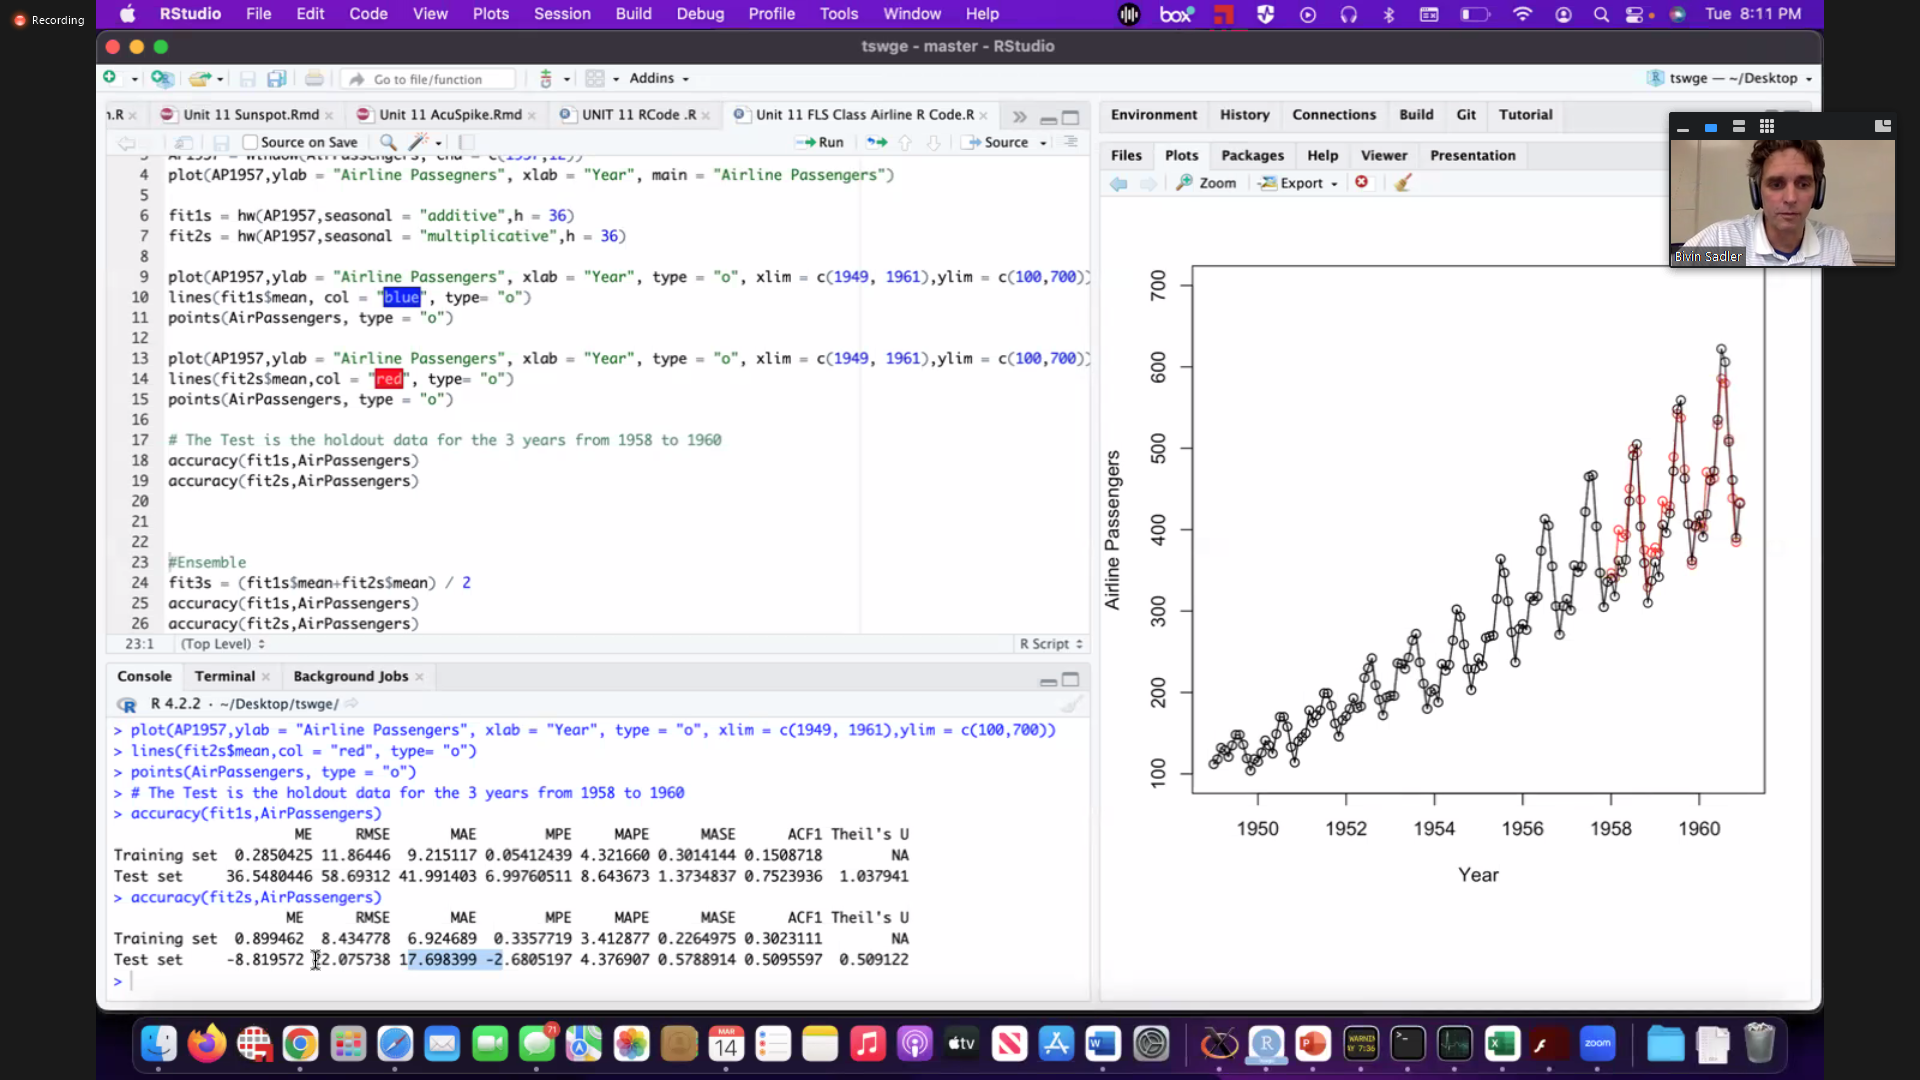 Recording
RStudio File Edit Code View Plots Session Build Debug Profile Tools Window Help
box
Tue 8:11 PM
tswge - master - RStudio
Go to file/function
Addins
tswge — ~/Desktop
n.R
Unit 11 Sunspot.Rmd
Unit 11 AcuSpike.Rmd
UNIT 11 RCode .R
Unit 11 FLS Class Airline R Code.R
Source on Save
Run
Source
4 plot(AP1957,ylab = "Airline Passegners", xlab = "Year", main = "Airline Passengers")
5
6 fit1s = hw(AP1957,seasonal = "additive",h = 36)
7 fit2s = hw(AP1957,seasonal = "multiplicative",h = 36)
8
9 plot(AP1957,ylab = "Airline Passengers", xlab = "Year", type = "o", xlim = c(1949, 1961),ylim = c(100,700))
10 lines(fit1s$mean, col = "blue", type= "o")
11 points(AirPassengers, type = "o")
12
13 plot(AP1957,ylab = "Airline Passengers", xlab = "Year", type = "o", xlim = c(1949, 1961),ylim = c(100,700))
14 lines(fit2s$mean,col = "red", type= "o")
15 points(AirPassengers, type = "o")
16
17 # The Test is the holdout data for the 3 years from 1958 to 1960
18 accuracy(fit1s,AirPassengers)
19 accuracy(fit2s,AirPassengers)
20
21
22
23 #Ensemble
24 fit3s = (fit1s$mean+fit2s$mean) / 2
25 accuracy(fit1s,AirPassengers)
26 accuracy(fit2s,AirPassengers)
23:1 (Top Level) R Script
Console Terminal Background Jobs
R 4.2.2 · ~/Desktop/tswge/
> plot(AP1957,ylab = "Airline Passengers", xlab = "Year", type = "o", xlim = c(1949, 1961),ylim = c(100,700))
> lines(fit2s$mean,col = "red", type= "o")
> points(AirPassengers, type = "o")
> # The Test is the holdout data for the 3 years from 1958 to 1960
> accuracy(fit1s,AirPassengers)
ME RMSE MAE MPE MAPE MASE ACF1 Theil's U
Training set 0.2850425 11.86446 9.215117 0.05412439 4.321660 0.3014144 0.1508718 NA
Test set 36.5480446 58.69312 41.991403 6.99760511 8.643673 1.3734837 0.7523936 1.037941
> accuracy(fit2s,AirPassengers)
ME RMSE MAE MPE MAPE MASE ACF1 Theil's U
Training set 0.899462 8.434778 6.924689 0.3357719 3.412877 0.2264975 0.3023111 NA
Test set -8.819572 22.075738 17.698399 -2.6805197 4.376907 0.5788914 0.5095597 0.509122
>
Environment History Connections Build Git Tutorial
Files Plots Packages Help Viewer Presentation
Zoom Export
Bivin Sadler
700
600
500
400
300
200
100
Airline Passengers
1950 1952 1954 1956 1958 1960
Year
71
MAR
14
tv
zoom